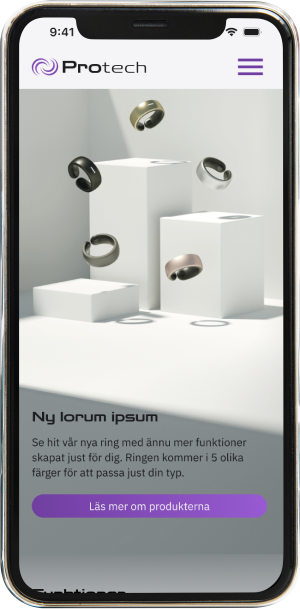 9:41
Protech
Ny lorum ipsum
Se hit vår nya ring med ännu mer funktioner
skapat just för dig. Ringen kommer i 5 olika
färger för att passa just din typ.
Läs mer om produkterna